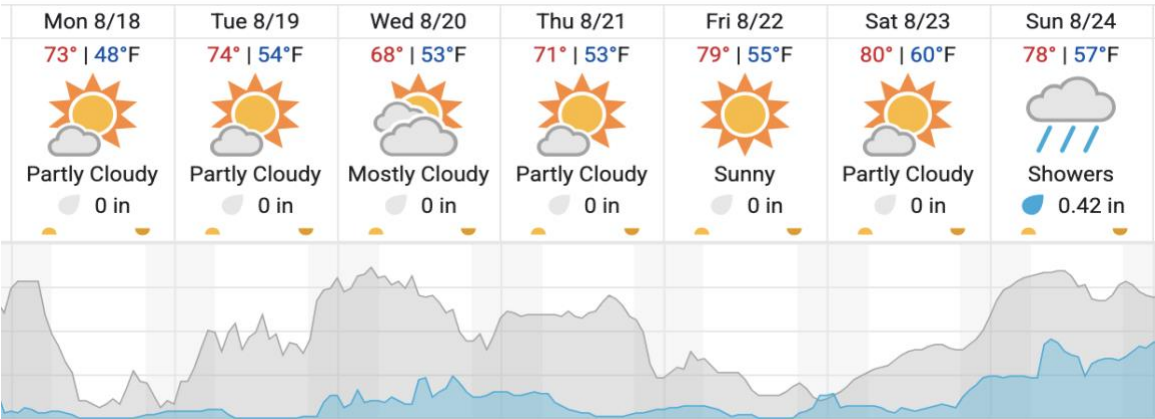 Mon 8/18 Tue 8/19 Wed 8/20 Thu 8/21 Fri 8/22 Sat 8/23 Sun 8/24
73° | 48°F 74° | 54°F 68° | 53°F 71° | 53°F 79° | 55°F 80° | 60°F 78° | 57°F
Partly Cloudy Partly Cloudy Mostly Cloudy Partly Cloudy Sunny Partly Cloudy Showers
0 in 0 in 0 in 0 in 0 in 0 in 0.42 in